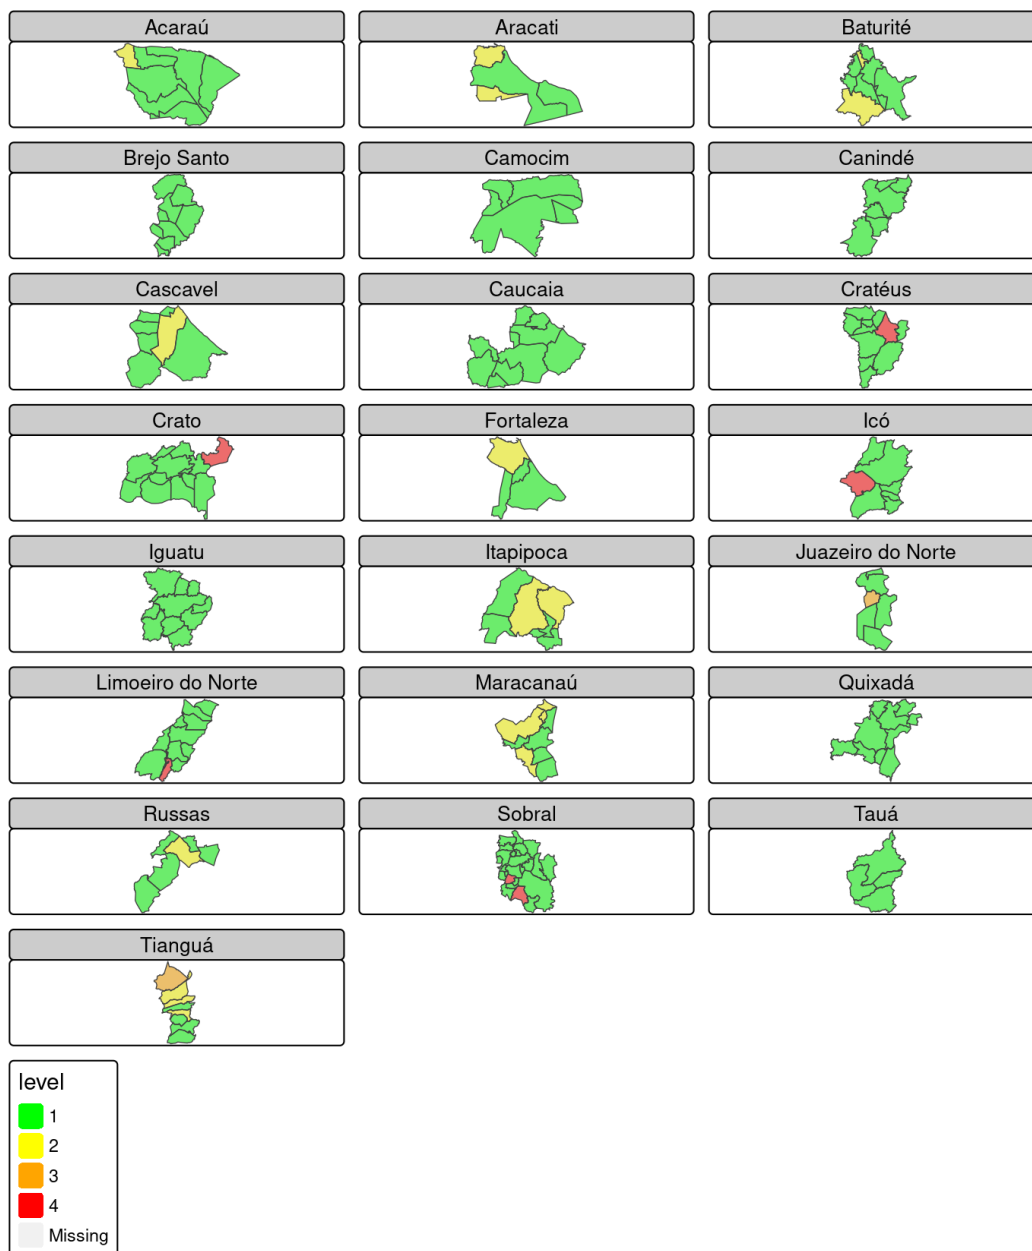 Acaraú
Aracati
Baturité
Brejo Santo
Camocim
Canindé
Cascavel
Caucaia
Cratéus
Crato
Fortaleza
Icó
Iguatu
Itapipoca
Juazeiro do Norte
Limoeiro do Norte
Maracanaú
Quixadá
Russas
Sobral
Tauá
Tianguá
level
1
2
3
4
Missing